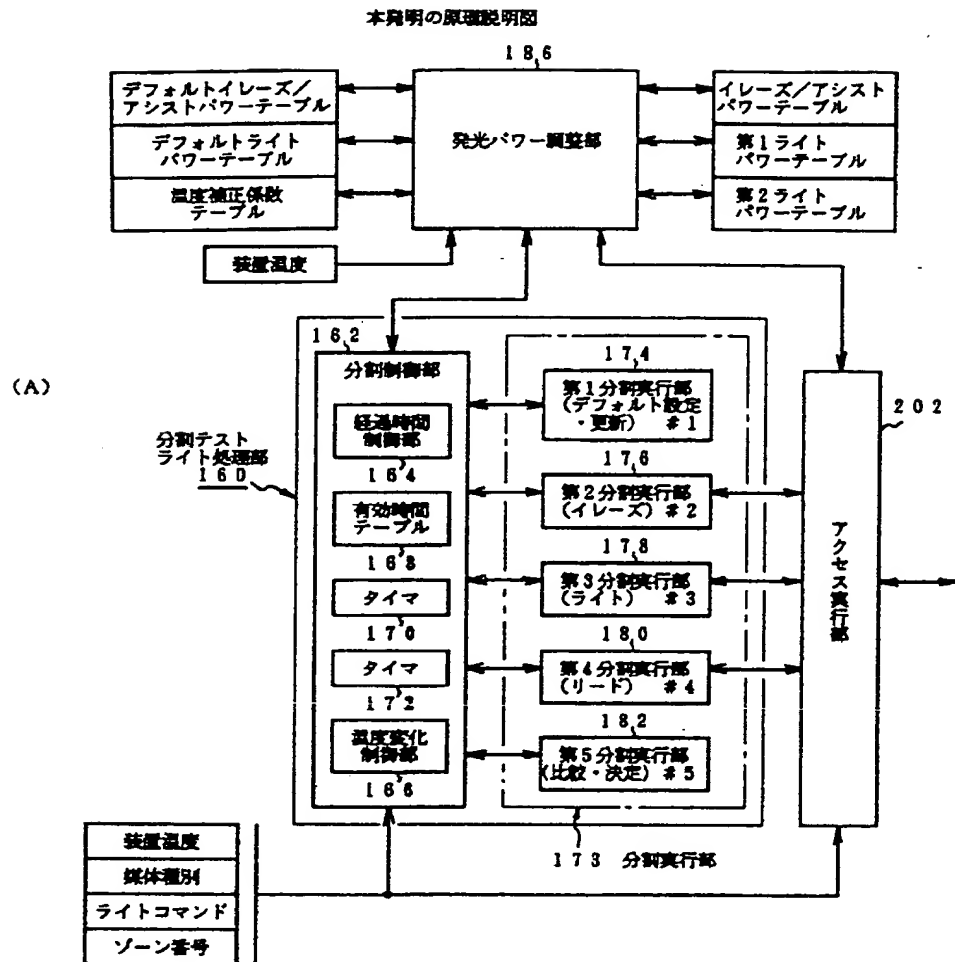 本発明の原理説明図
186
デフォルトイレーズ/
アシストパワーテーブル
デフォルトライト
パワーテーブル
温度補正係数
テーブル
発光パワー調整部
イレーズ/アシスト
パワーテーブル
第1ライト
パワーテーブル
第2ライト
パワーテーブル
装置温度
(A)
分割テスト
ライト処理部
160
162
分割制御部
経過時間
制御部
164
有効時間
テーブル
168
タイマ
170
タイマ
172
温度変化
制御部
166
174
第1分割実行部
(デフォルト設定
・更新) #1
176
第2分割実行部
(イレーズ) #2
178
第3分割実行部
(ライト) #3
180
第4分割実行部
(リード) #4
182
第5分割実行部
(比較・決定) #5
173 分割実行部
202
アクセス実行部
装置温度
媒体種別
ライトコマンド
ゾーン番号